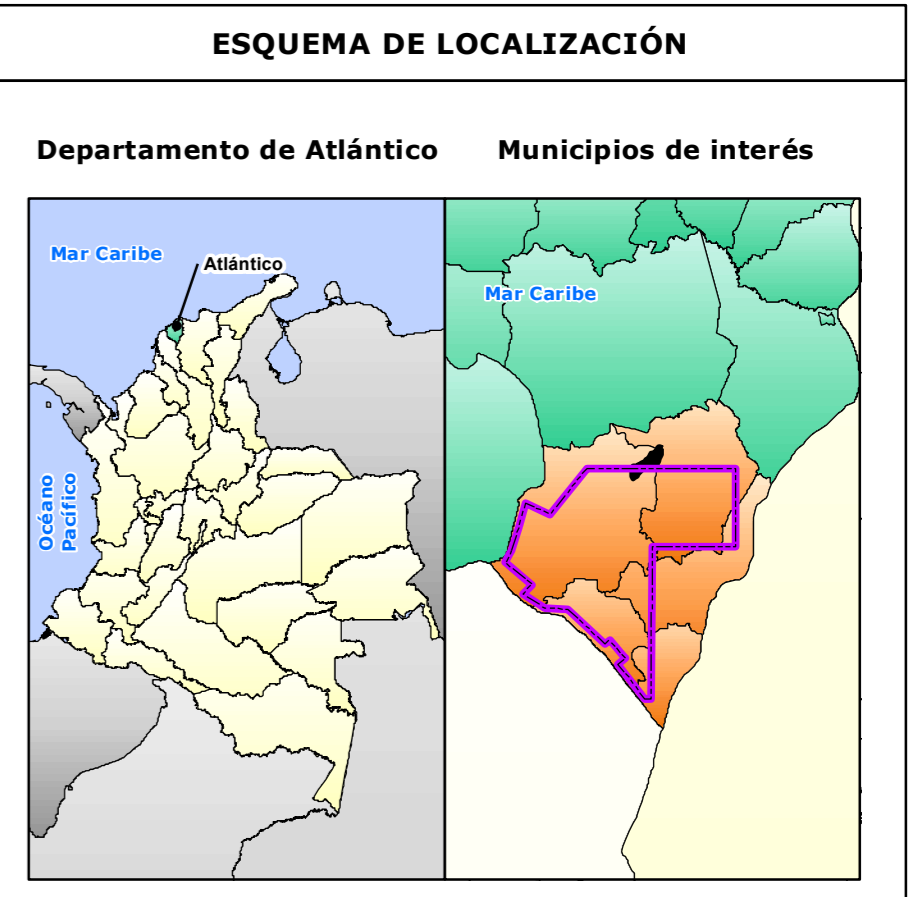 ESQUEMA DE LOCALIZACIÓN
Departamento de Atlántico
Municipios de interés
Mar Caribe
Atlántico
Océano
Pacífico
Mar Caribe